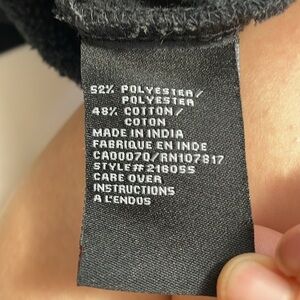 52% POLYESTER/
POLYESTER
48% COTTON/
COTON
MADE IN INDIA
FABRIQUE EN INDE
CA00070/RN107817
STYLE# 216055
CARE OVER
INSTRUCTIONS
A L'ENDOS